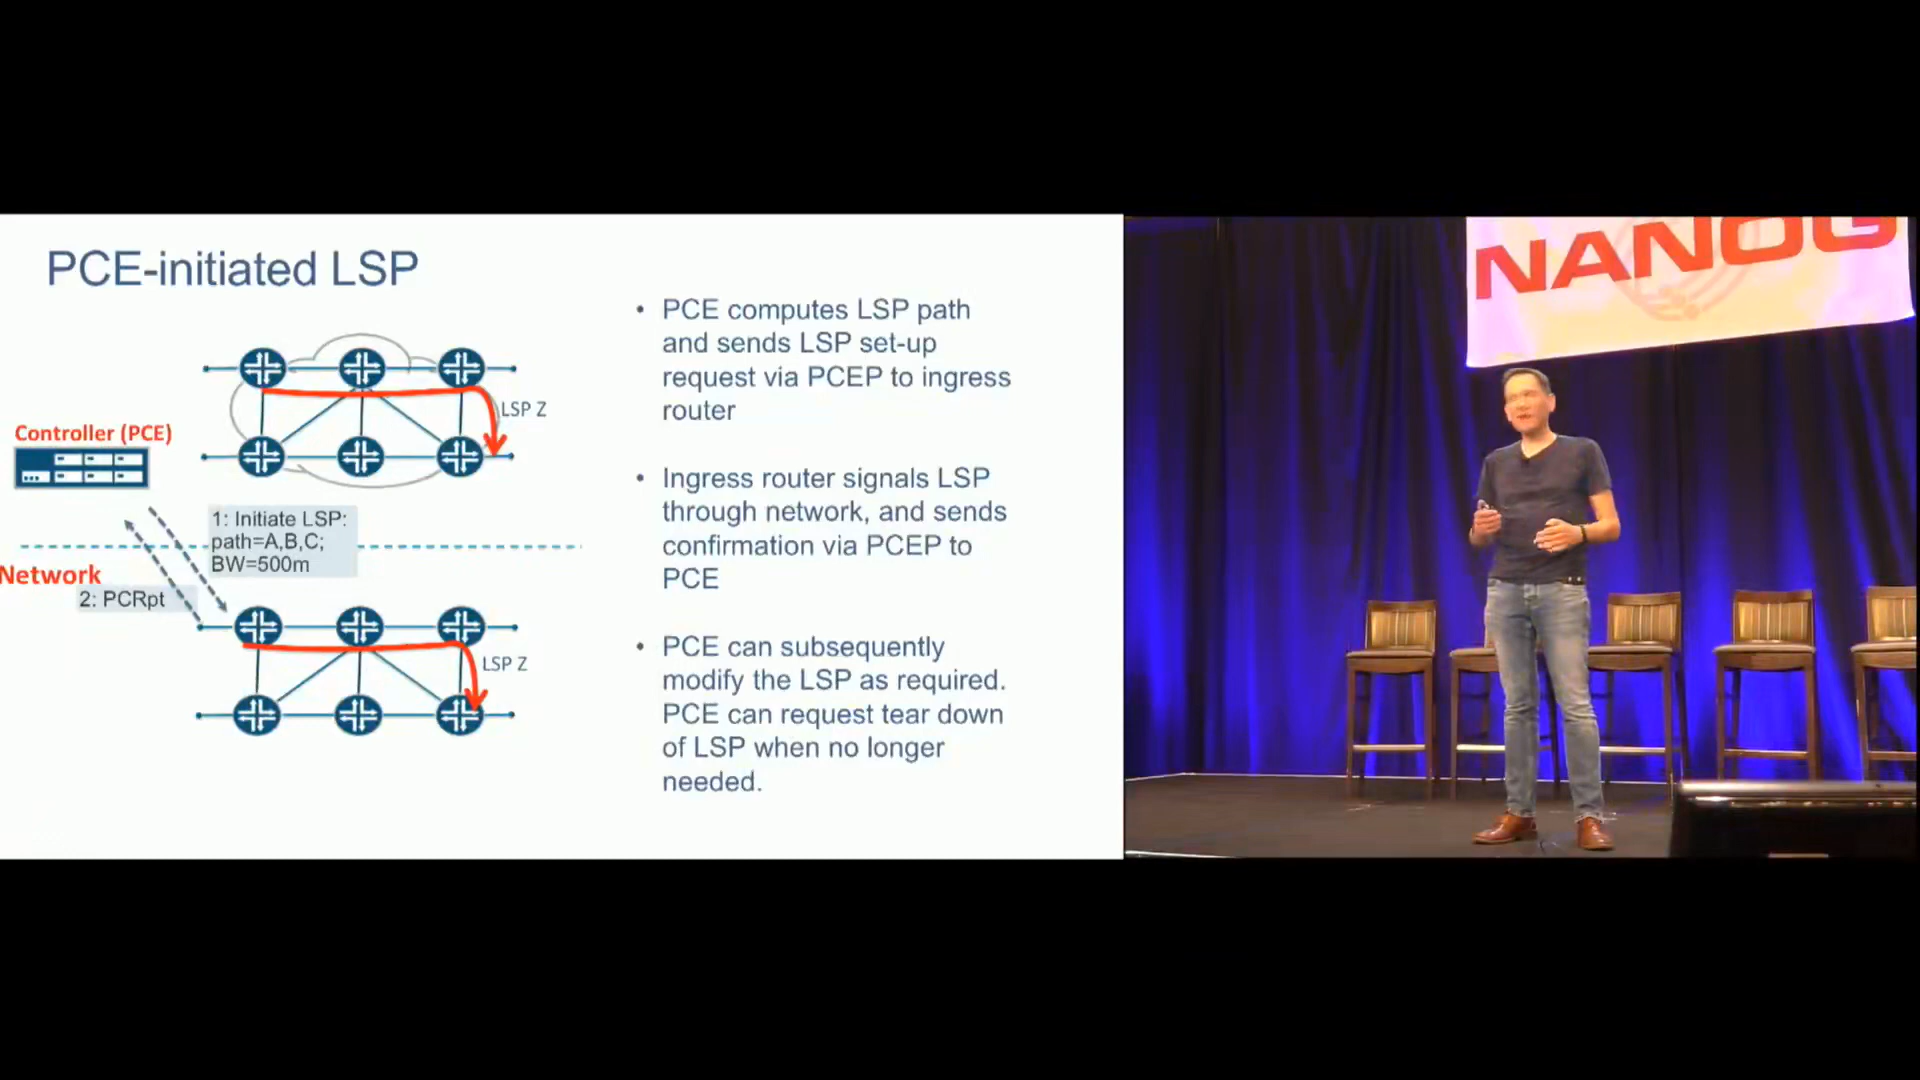 PCE-initiated LSP
LSP Z
Controller (PCE)
1: Initiate LSP:
path=A,B,C;
BW=500m
Network
2: PCRpt
LSP Z
• PCE computes LSP path
and sends LSP set-up
request via PCEP to ingress
router
• Ingress router signals LSP
through network, and sends
confirmation via PCEP to
PCE
• PCE can subsequently
modify the LSP as required.
PCE can request tear down
of LSP when no longer
needed.
NANOG